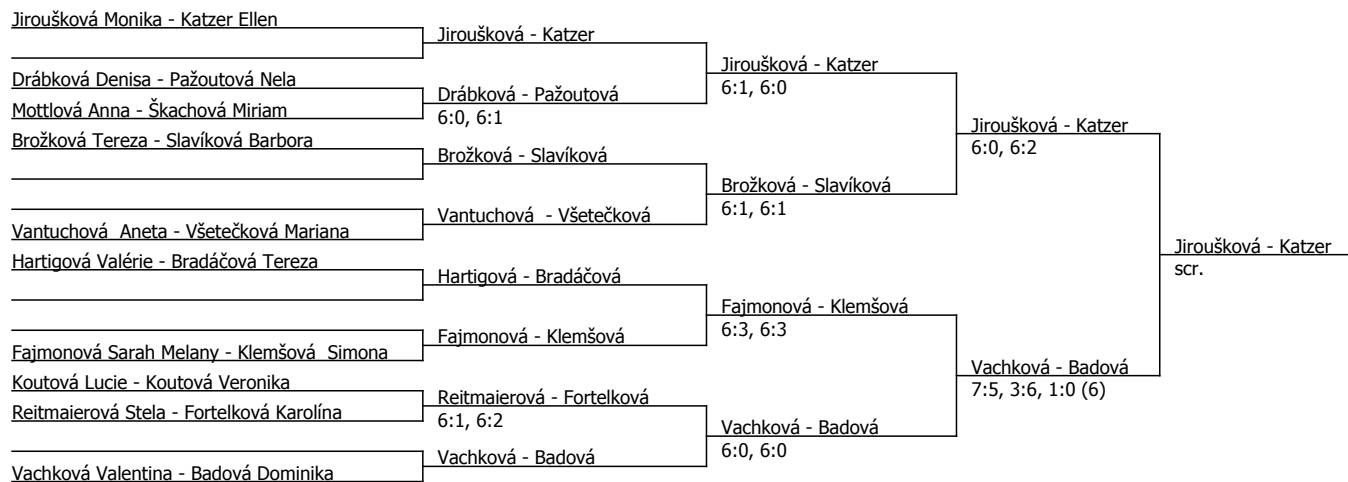 Jiroušková Monika - Katzer Ellen
Drábková Denisa - Pažoutová Nela
Mottlová Anna - Škachová Miriam
Brožková Tereza - Slavíková Barbora
Vantuchová  Aneta - Všetečková Mariana
Hartigová Valérie - Bradáčová Tereza
Fajmonová Sarah Melany - Klemšová  Simona
Koutová Lucie - Koutová Veronika
Reitmaierová Stela - Fortelková Karolína
Vachková Valentina - Badová Dominika
Jiroušková - Katzer
Drábková - Pažoutová
6:0, 6:1
Brožková - Slavíková
Vantuchová  - Všetečková
Hartigová - Bradáčová
Fajmonová - Klemšová
Reitmaierová - Fortelková
6:1, 6:2
Vachková - Badová
Jiroušková - Katzer
6:1, 6:0
Brožková - Slavíková
6:1, 6:1
Fajmonová - Klemšová
6:3, 6:3
Vachková - Badová
6:0, 6:0
Jiroušková - Katzer
6:0, 6:2
Vachková - Badová
7:5, 3:6, 1:0 (6)
Jiroušková - Katzer
scr.